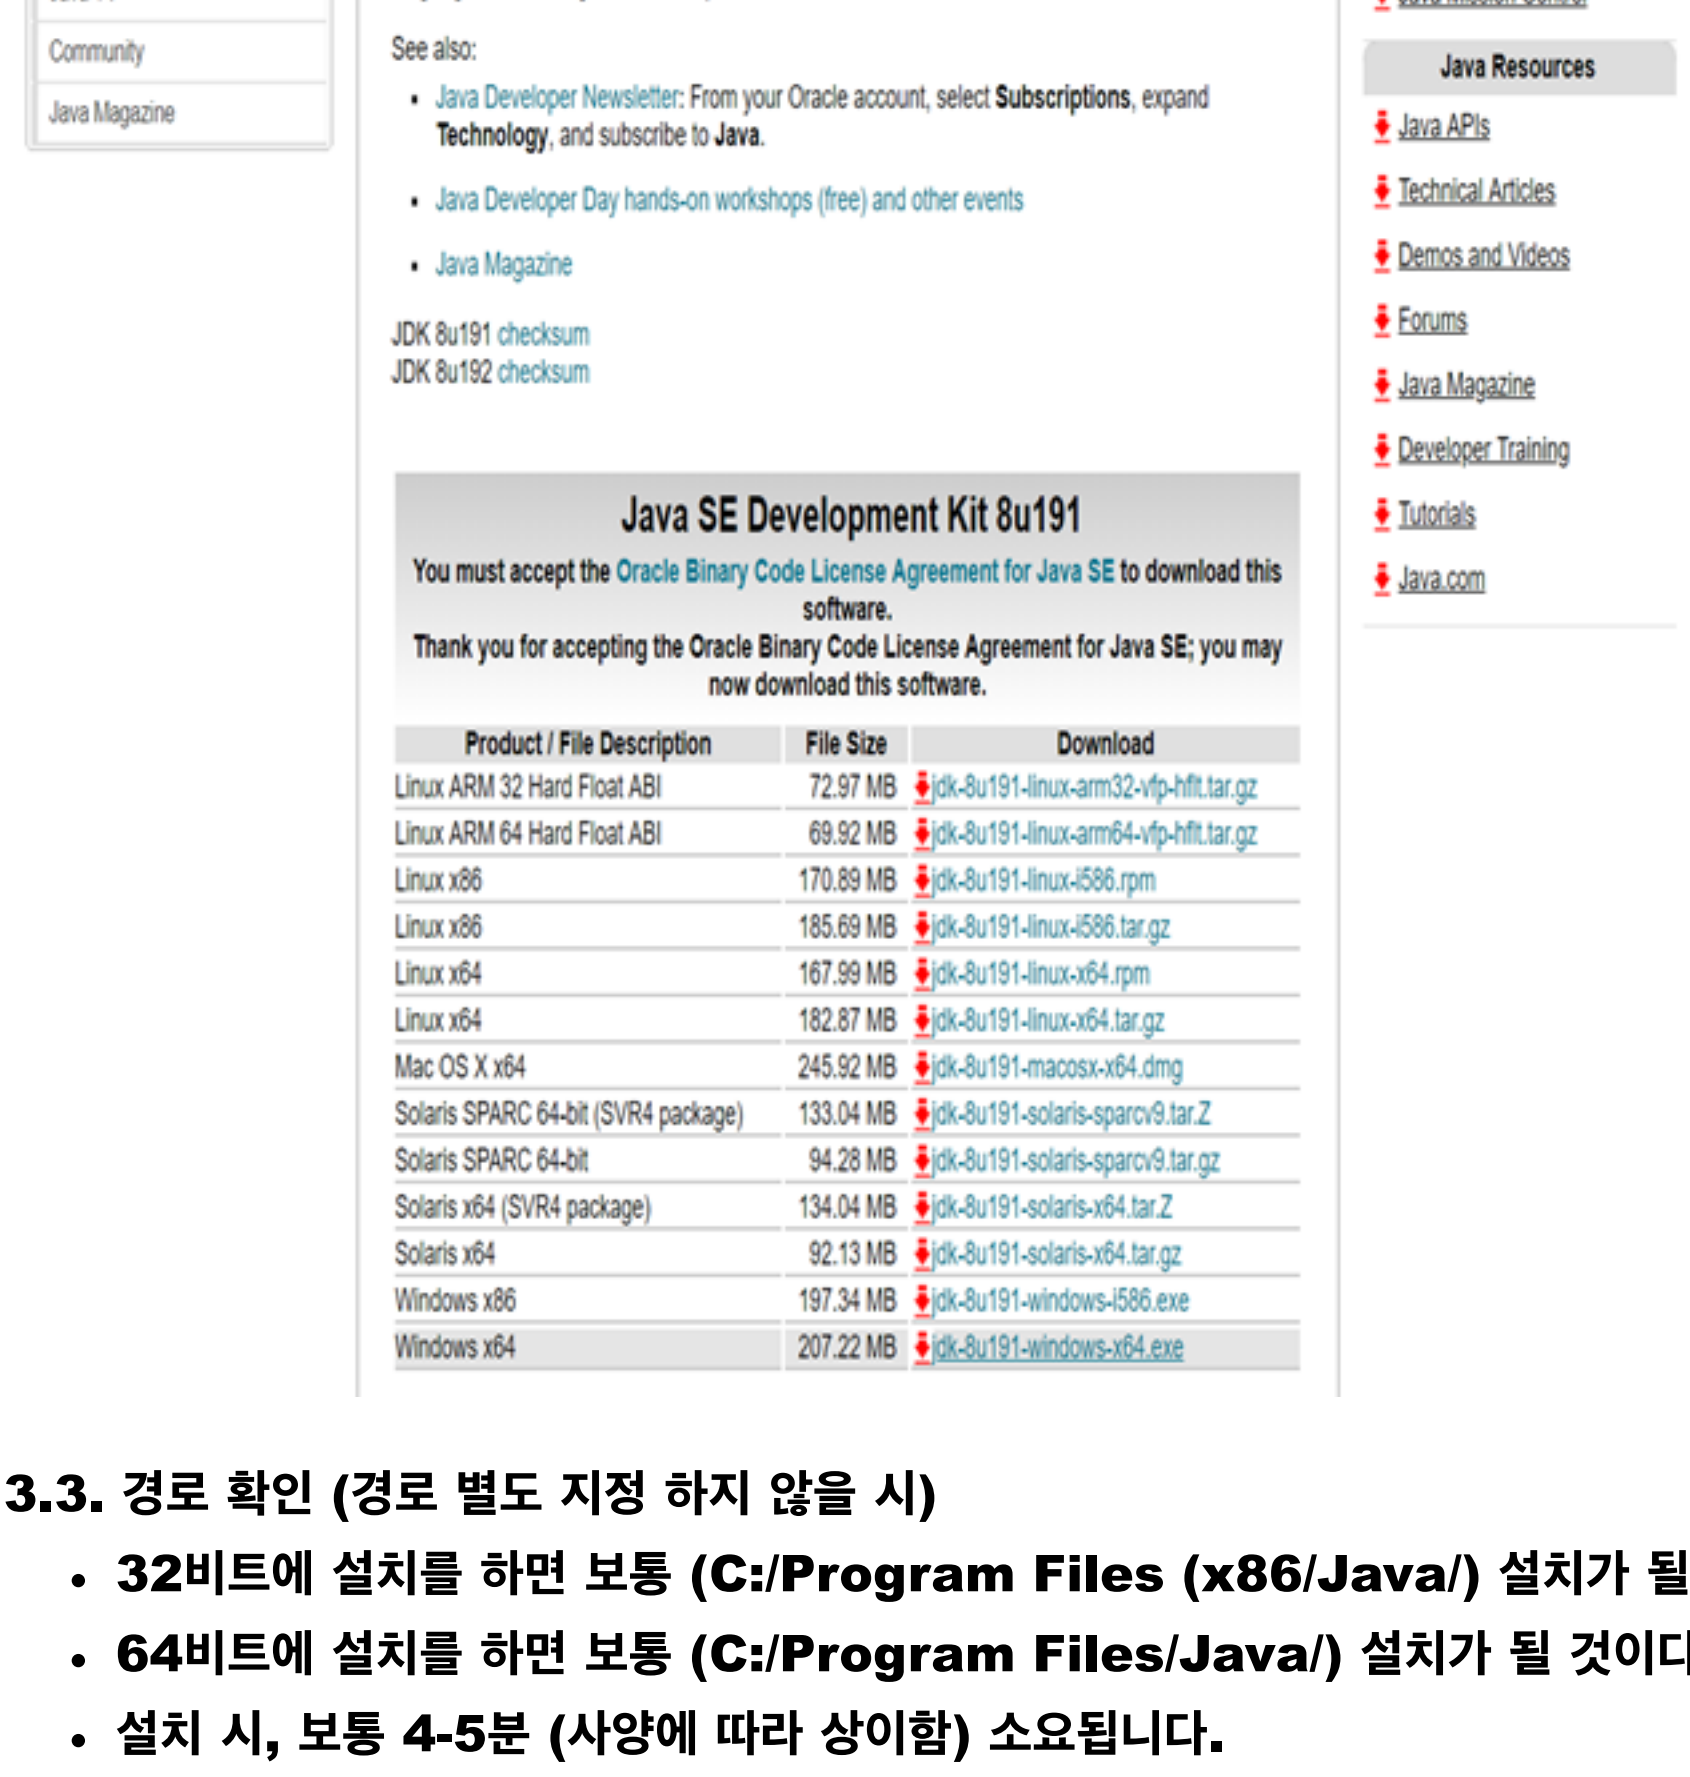 Community
Java Magazine
See also:
Java Developer Newsletter: From your Oracle account, select Subscriptions, expand
Technology, and subscribe to Java.
Java Developer Day hands-on workshops (free) and other events
Java Magazine
JDK 8u191 checksum
JDK 8u192 checksum
Java SE Development Kit 8u191
You must accept the Oracle Binary Code License Agreement for Java SE to download this
software.
Thank you for accepting the Oracle Binary Code License Agreement for Java SE; you may
now download this software.
Product / File Description File Size Download
Linux ARM 32 Hard Float ABI 72.97 MB jdk-8u191-linux-arm32-vfp-hflt.tar.gz
Linux ARM 64 Hard Float ABI 69.92 MB jdk-8u191-linux-arm64-vfp-hflt.tar.gz
Linux x86 170.89 MB jdk-8u191-linux-i586.rpm
Linux x86 185.69 MB jdk-8u191-linux-i586.tar.gz
Linux x64 167.99 MB jdk-8u191-linux-x64.rpm
Linux x64 182.87 MB jdk-8u191-linux-x64.tar.gz
Mac OS X x64 245.92 MB jdk-8u191-macosx-x64.dmg
Solaris SPARC 64-bit (SVR4 package) 133.04 MB jdk-8u191-solaris-sparcv9.tar.Z
Solaris SPARC 64-bit 94.28 MB jdk-8u191-solaris-sparcv9.tar.gz
Solaris x64 (SVR4 package) 134.04 MB jdk-8u191-solaris-x64.tar.Z
Solaris x64 92.13 MB jdk-8u191-solaris-x64.tar.gz
Windows x86 197.34 MB jdk-8u191-windows-i586.exe
Windows x64 207.22 MB jdk-8u191-windows-x64.exe
Java Mission Control
Java Resources
Java APIs
Technical Articles
Demos and Videos
Forums
Java Magazine
Developer Training
Tutorials
Java.com
3.3. 경로 확인 (경로 별도 지정 하지 않을 시)
• 32비트에 설치를 하면 보통 (C:/Program Files (x86/Java/) 설치가 될
• 64비트에 설치를 하면 보통 (C:/Program Files/Java/) 설치가 될 것이다
• 설치 시, 보통 4-5분 (사양에 따라 상이함) 소요됩니다.